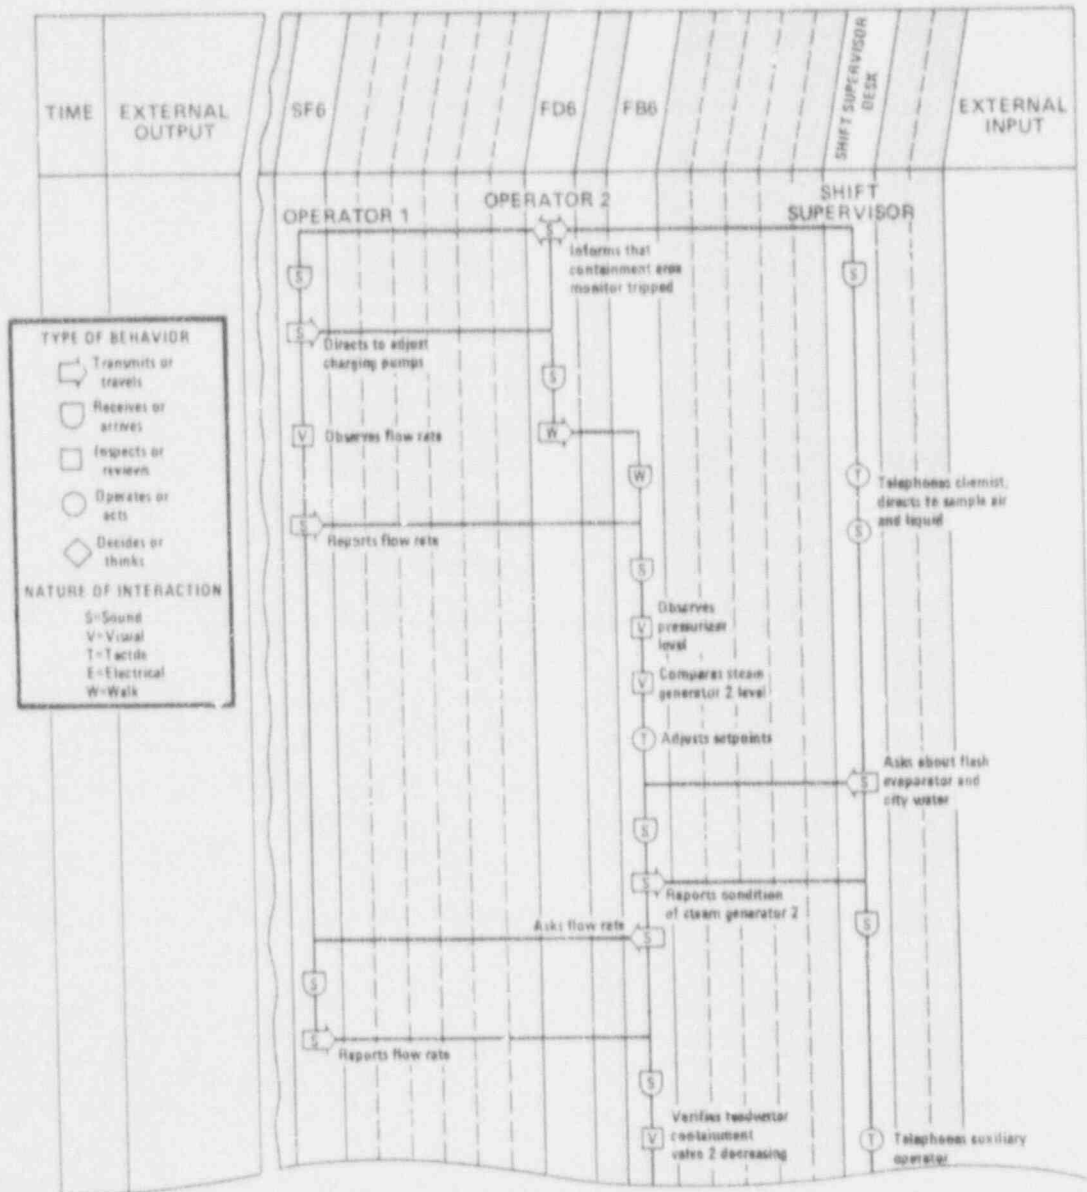 TIME
EXTERNAL
OUTPUT
SF6
FD6
FB6
SHIFT SUPERVISOR
DESK
EXTERNAL
INPUT
OPERATOR 1
OPERATOR 2
SHIFT
SUPERVISOR
S
Informs that
containment area
monitor tripped
S
S
S
Directs to adjust
charging pumps
S
V
Observes flow rate
W
W
T
Telephones chemist,
directs to sample air
and liquid
S
S
Reports flow rate
S
V
Observes
pressurizer
level
V
Compares steam
generator 2 level
T
Adjusts setpoints
S
Asks about flash
evaporator and
city water
S
S
Reports condition
of steam generator 2
S
Asks flow rate
S
S
S
Reports flow rate
S
V
Verifies
containment
valve 2 decreasing
T
Telephones auxiliary
operator
TYPE OF BEHAVIOR
Transmits or
travels
Receives or
arrives
Inspects or
reviews
Operates or
acts
Decides or
thinks
NATURE OF INTERACTION
S=Sound
V=Visual
T=Tactile
E=Electrical
W=Walk